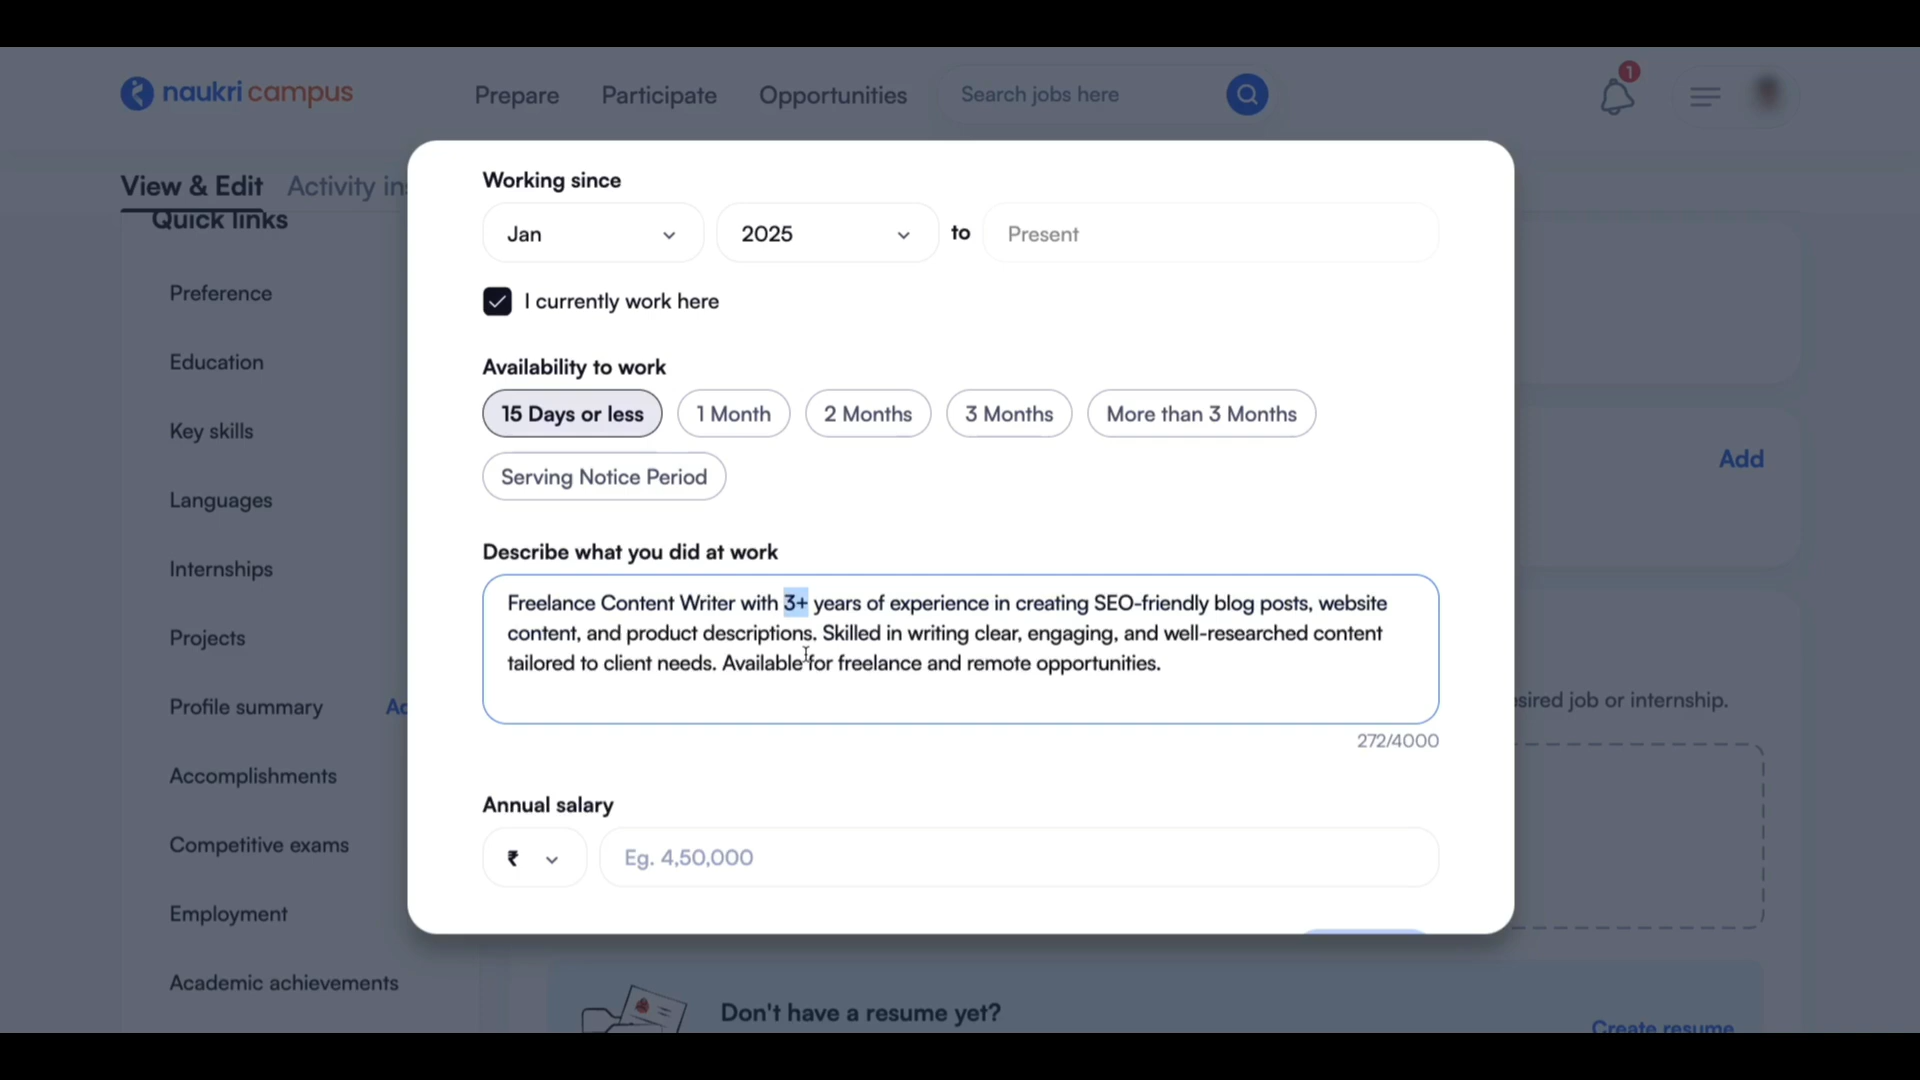 naukri campus
Prepare
Participate
Opportunities
Search jobs here
1
View & Edit
Activity in
Quick links
Preference
Education
Key skills
Languages
Internships
Projects
Profile summary
Accomplishments
Competitive exams
Employment
Academic achievements
Working since
Jan
2025
to
Present
I currently work here
Availability to work
15 Days or less
1 Month
2 Months
3 Months
More than 3 Months
Serving Notice Period
Describe what you did at work
Freelance Content Writer with 3+ years of experience in creating SEO-friendly blog posts, website
content, and product descriptions. Skilled in writing clear, engaging, and well-researched content
tailored to client needs. Available for freelance and remote opportunities.
272/4000
Annual salary
₹
Eg. 4,50,000
Add
job or internship.
Don't have a resume yet?
Create resume